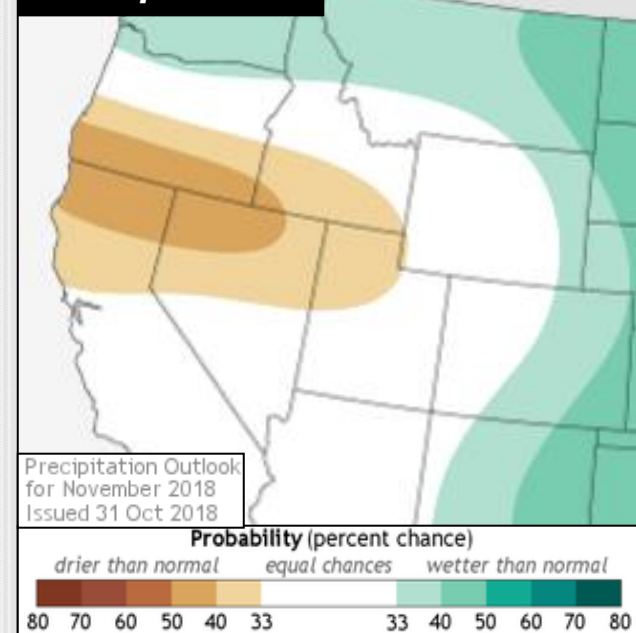 Precipitation Outlook
for November 2018
Issued 31 Oct 2018
Probability (percent chance)
drier than normal equal chances wetter than normal
80 70 60 50 40 33 33 40 50 60 70 80